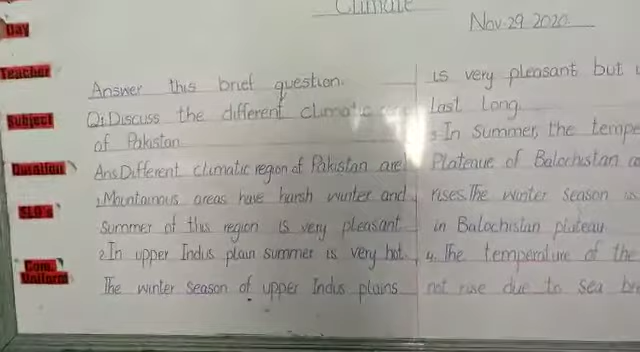 Climate
Nov 29 2020
Day
Teacher
Subject
Duration
SLO's
Com.
Uniform
Answer this brief question.
Q1 Discuss the different climatic
of Pakistan
Ans Different climatic region of Pakistan are
1. Mountainous areas have harsh winter and
summer of this region is very pleasant
2. In upper Indus plain summer is very hot.
The winter season of upper Indus plains
is very pleasant but
last long.
3. In Summer, the tempe
Plateaue of Balochistan
rises. The winter season
in Balochistan plateau
4. The temperature of the
not rise due to sea